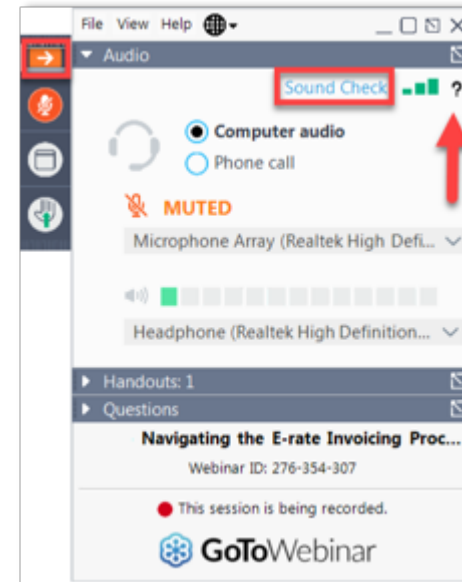 File View Help
Audio
Sound Check ?
Computer audio
Phone call
MUTED
Microphone Array (Realtek High Defi...
Headphone (Realtek High Definition...
Handouts: 1
Questions
Navigating the E-rate Invoicing Proc...
Webinar ID: 276-354-307
This session is being recorded.
GoToWebinar